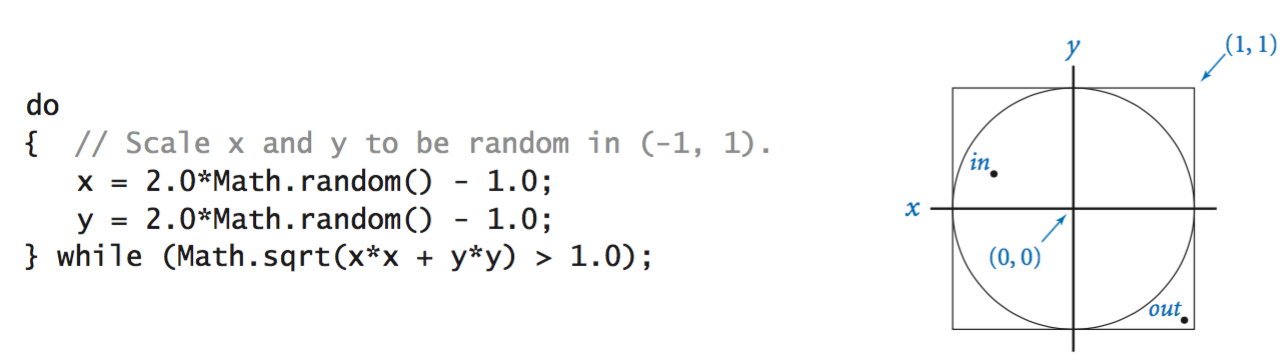 do
{  // Scale x and y to be random in (-1, 1).
   x = 2.0*Math.random() - 1.0;
   y = 2.0*Math.random() - 1.0;
} while (Math.sqrt(x*x + y*y) > 1.0);
y
(1, 1)
in
x
(0, 0)
out